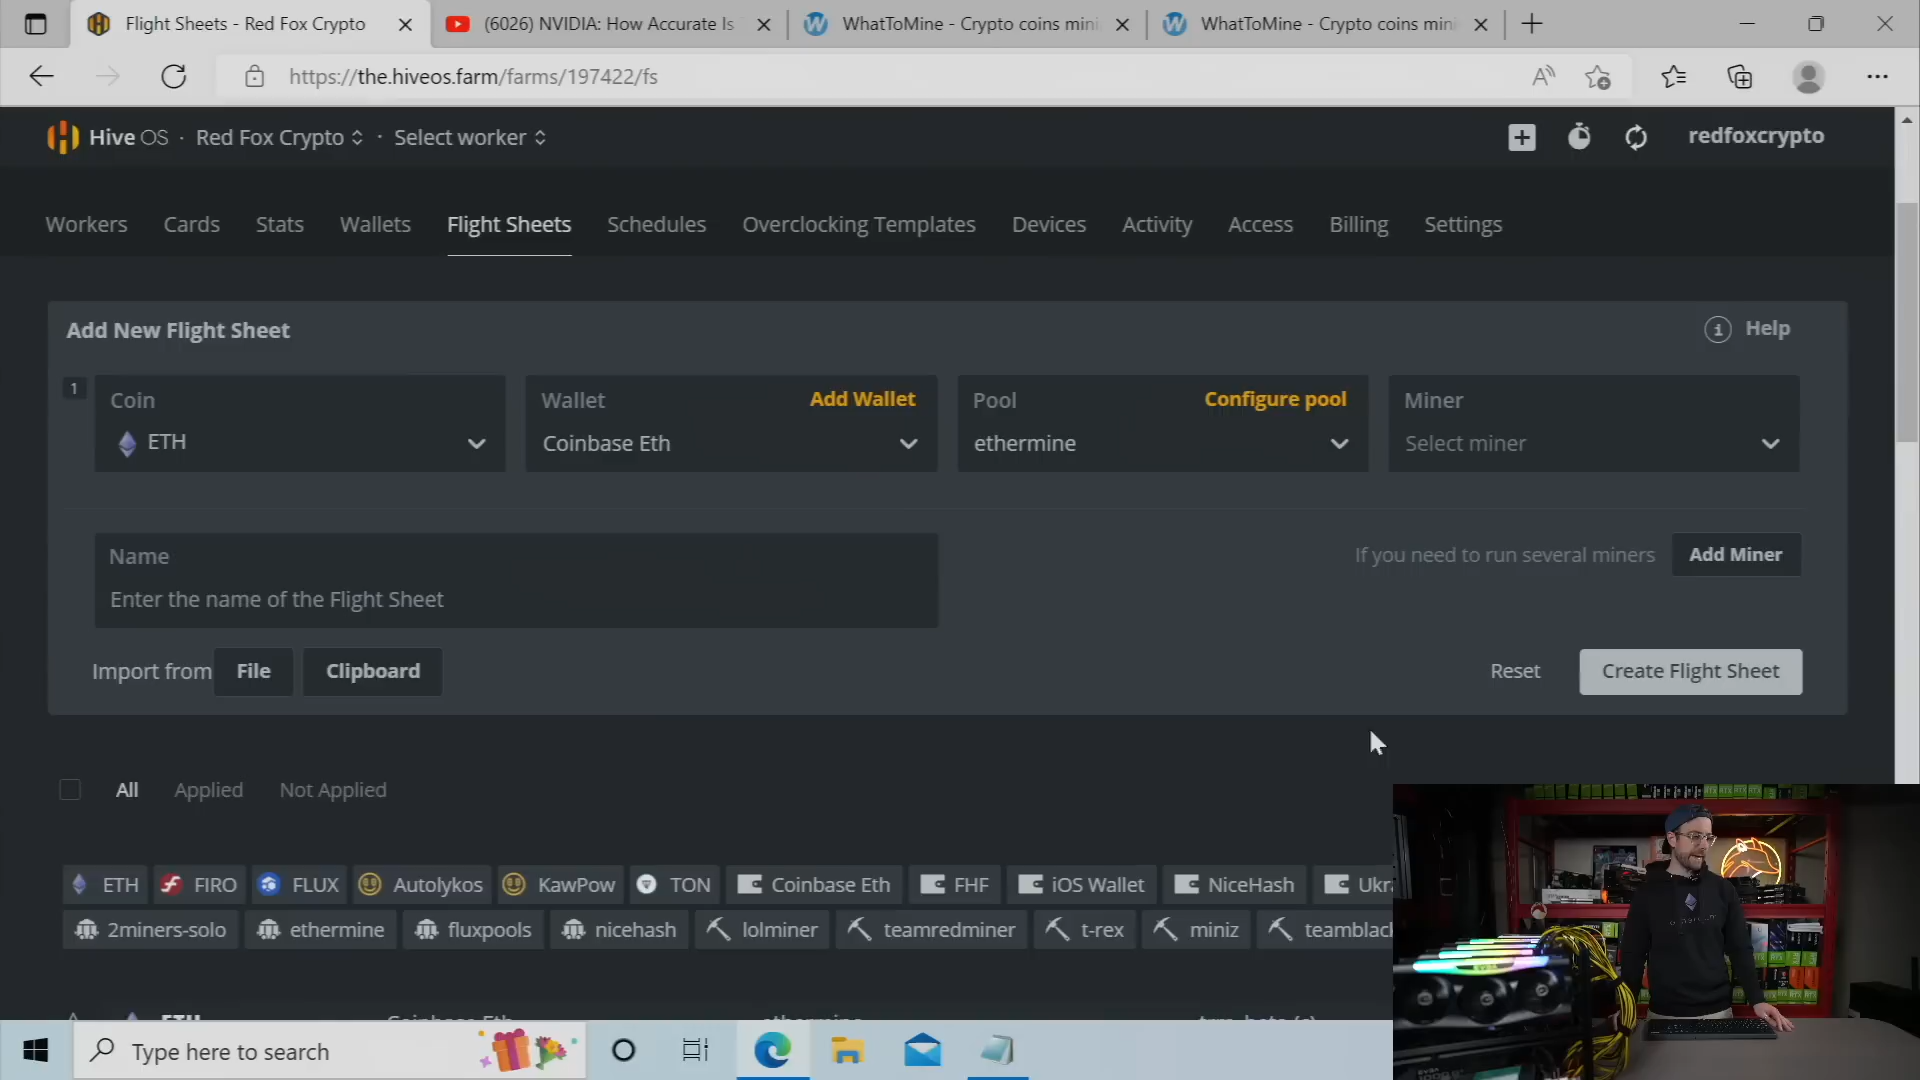 Flight Sheets - Red Fox Crypto
(6026) NVIDIA: How Accurate Is
WhatToMine - Crypto coins mini
WhatToMine - Crypto coins min
https://the.hiveos.farm/farms/197422/fs
Hive OS · Red Fox Crypto · Select worker
redfoxcrypto
Workers Cards Stats Wallets Flight Sheets Schedules Overclocking Templates Devices Activity Access Billing Settings
Add New Flight Sheet
Help
1
Coin
ETH
Wallet Add Wallet
Coinbase Eth
Pool Configure pool
ethermine
Miner
Select miner
Name
Enter the name of the Flight Sheet
If you need to run several miners Add Miner
Import from File Clipboard
Reset Create Flight Sheet
All Applied Not Applied
ETH FIRO FLUX Autolykos KawPow TON Coinbase Eth FHF iOS Wallet NiceHash Ukr
2miners-solo ethermine fluxpools nicehash lolminer teamredminer t-rex miniz teamblack
ETH Coinbase Eth ethermine
Type here to search